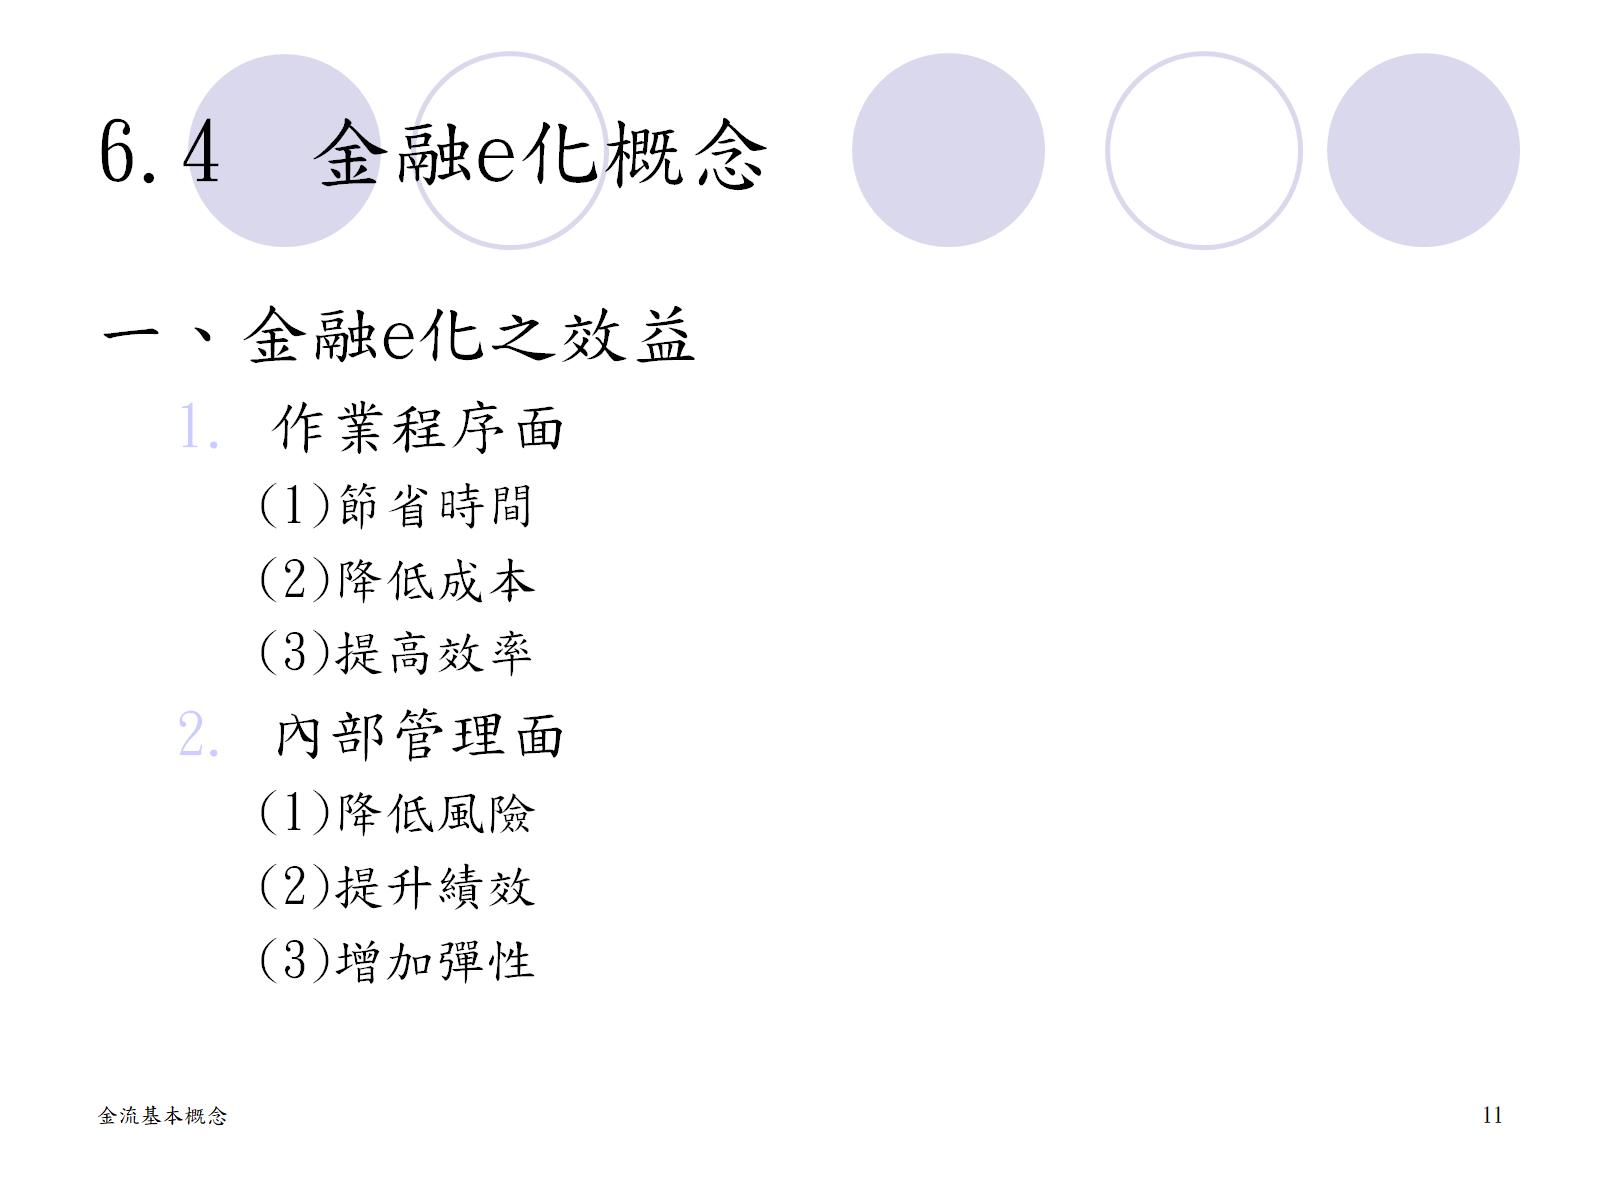 6.4　金融e化概念
一、金融e化之效益
1. 作業程序面
(1)節省時間
(2)降低成本
(3)提高效率
2. 內部管理面
(1)降低風險
(2)提升績效
(3)增加彈性
金流基本概念
11